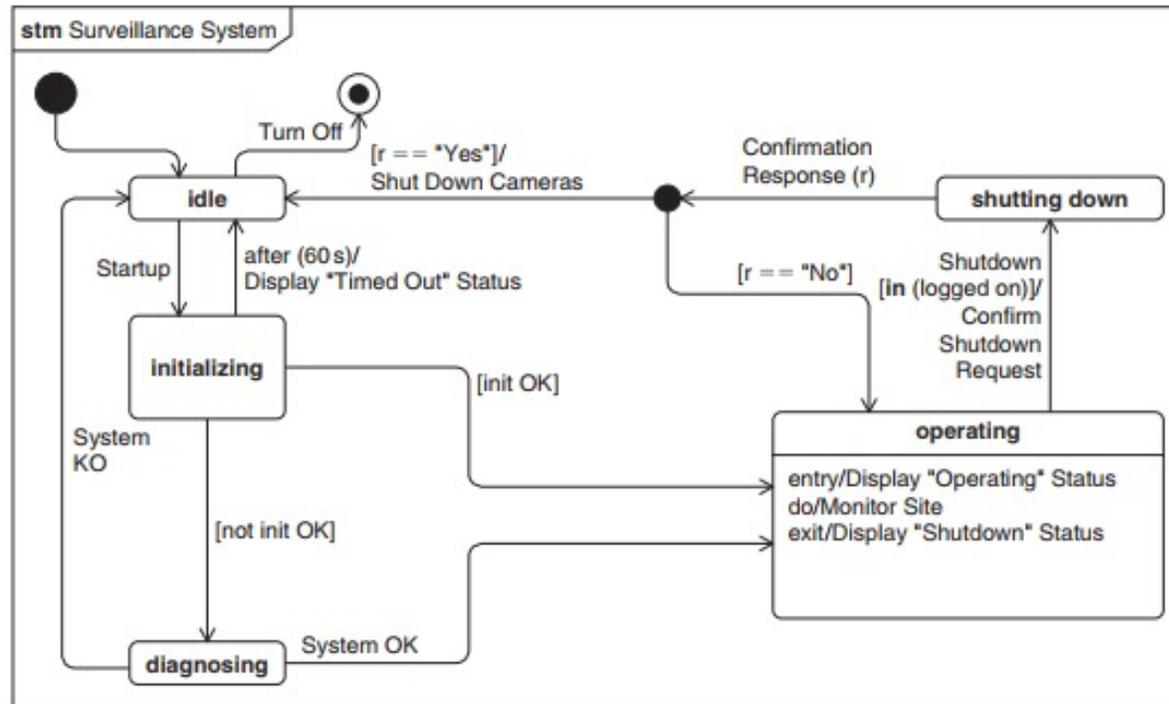 stm Surveillance System
Turn Off
[r == "Yes"]/
Shut Down Cameras
Confirmation
Response (r)
idle
shutting down
Startup
after (60 s)/
Display "Timed Out" Status
[r == "No"]
Shutdown
[in (logged on)]/
Confirm
Shutdown
Request
initializing
[init OK]
operating
System
KO
entry/Display "Operating" Status
do/Monitor Site
exit/Display "Shutdown" Status
[not init OK]
System OK
diagnosing